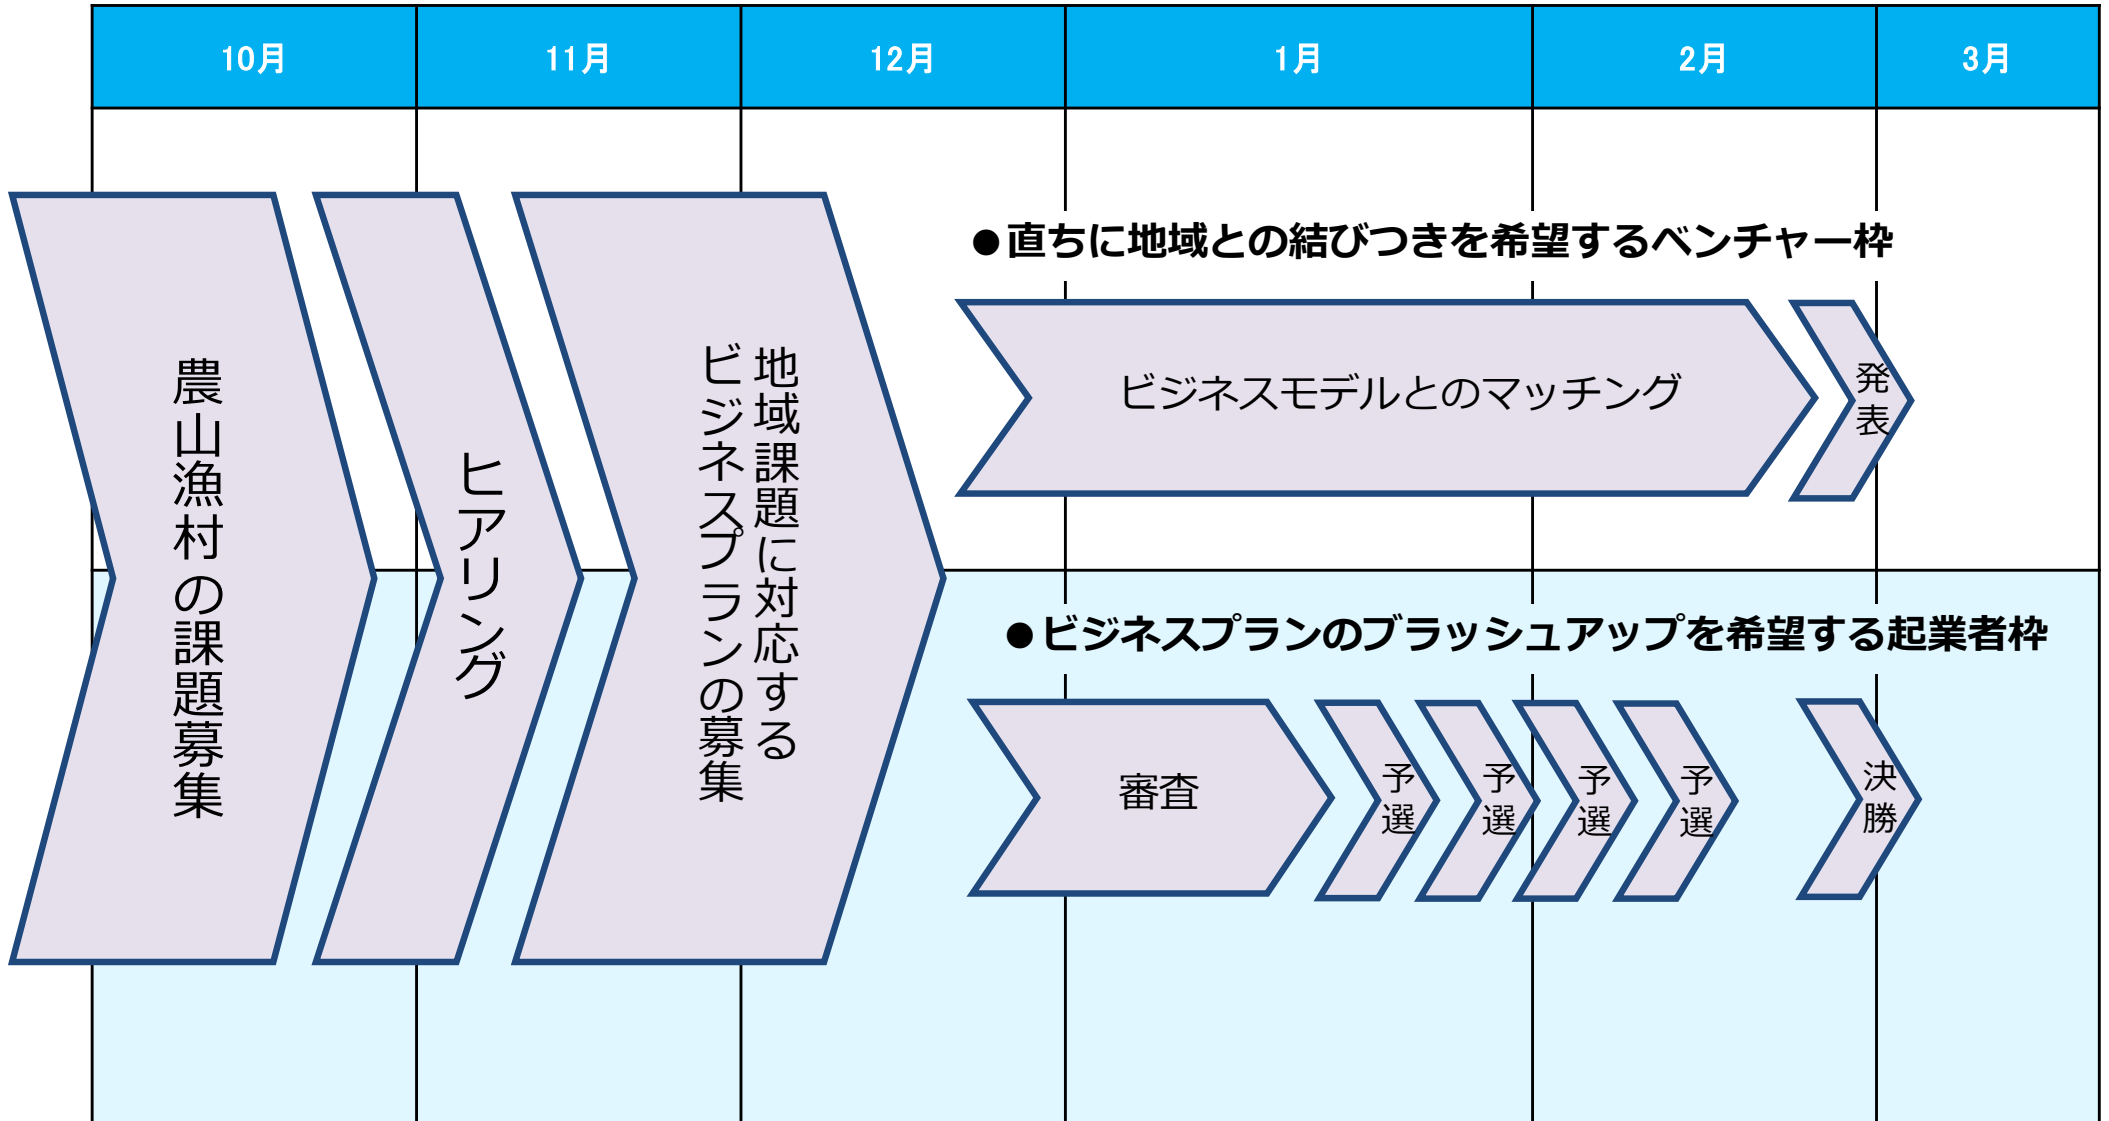 10月
11月
12月
1月
2月
3月
農山漁村の課題募集
ヒアリング
地域課題に対応する
ビジネスプランの募集
●直ちに地域との結びつきを希望するベンチャー枠
ビジネスモデルとのマッチング
発表
●ビジネスプランのブラッシュアップを希望する起業者枠
審査
予選
予選
予選
予選
決勝